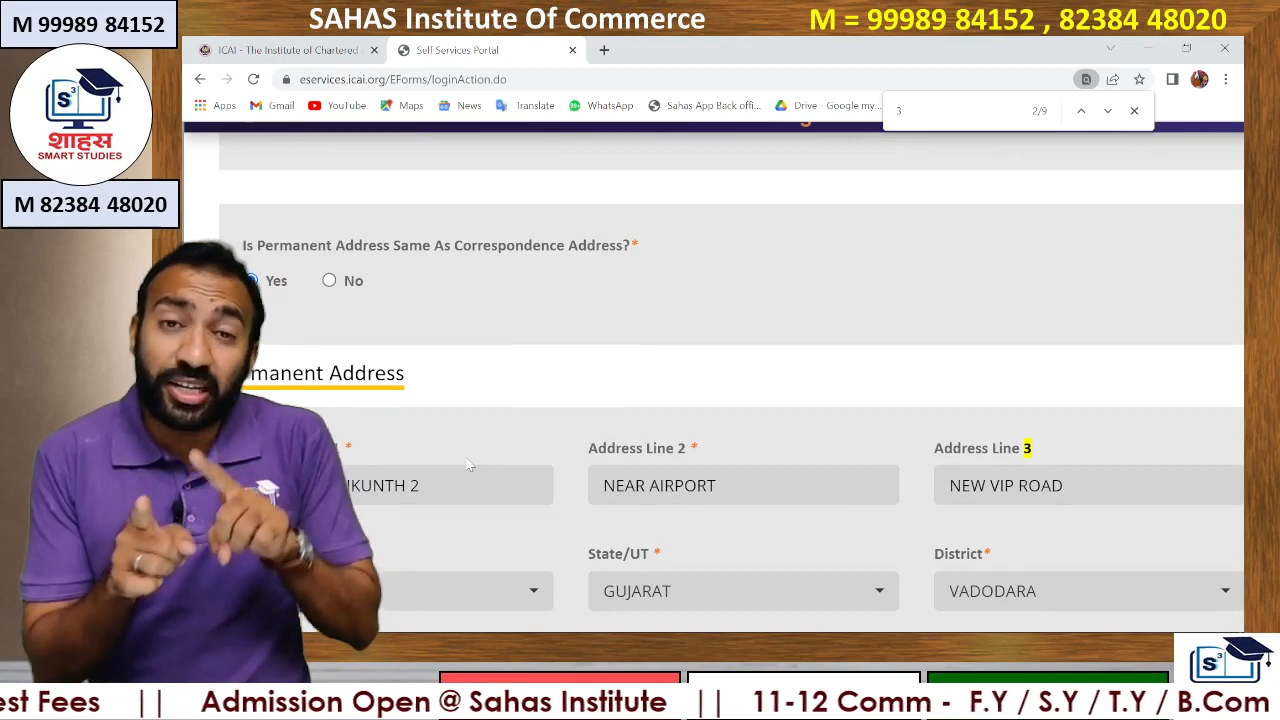 M 99989 84152
SAHAS Institute Of Commerce
M = 99989 84152 , 82384 48020
S³
शाहस
SMART STUDIES
M 82384 48020
ICAI - The Institute of Chartered
Self Services Portal
eservices.icai.org/EForms/loginAction.do
Apps
Gmail
YouTube
Maps
News
Translate
WhatsApp
Sahas App Back offi...
Drive - Google my...
3
2/9
Is Permanent Address Same As Correspondence Address?*
Yes
No
manent Address
*
Address Line 2 *
Address Line 3
KUNTH 2
NEAR AIRPORT
NEW VIP ROAD
State/UT *
District*
GUJARAT
VADODARA
S³
est Fees || Admission Open @ Sahas Institute || 11-12 Comm - F.Y / S.Y / T.Y / B.Com